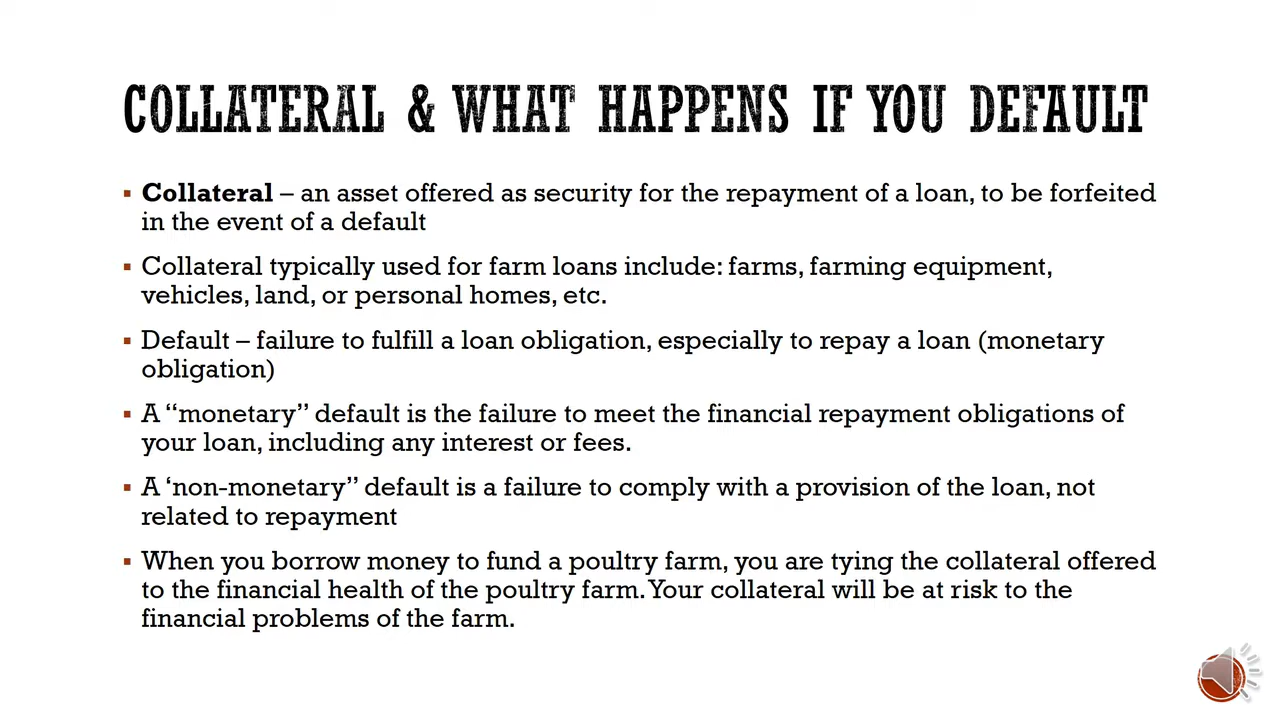 COLLATERAL & WHAT HAPPENS IF YOU DEFAULT
▪ Collateral – an asset offered as security for the repayment of a loan, to be forfeited
in the event of a default
▪ Collateral typically used for farm loans include: farms, farming equipment,
vehicles, land, or personal homes, etc.
▪ Default – failure to fulfill a loan obligation, especially to repay a loan (monetary
obligation)
▪ A “monetary” default is the failure to meet the financial repayment obligations of
your loan, including any interest or fees.
▪ A ‘non-monetary” default is a failure to comply with a provision of the loan, not
related to repayment
▪ When you borrow money to fund a poultry farm, you are tying the collateral offered
to the financial health of the poultry farm. Your collateral will be at risk to the
financial problems of the farm.